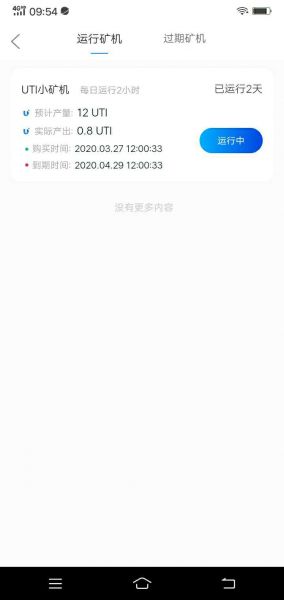 4G 09:54
运行矿机 过期矿机
UTI小矿机 每日运行2小时 已运行2天
预计产量: 12 UTI
实际产出: 0.8 UTI
运行中
购买时间: 2020.03.27 12:00:33
到期时间: 2020.04.29 12:00:33
没有更多内容